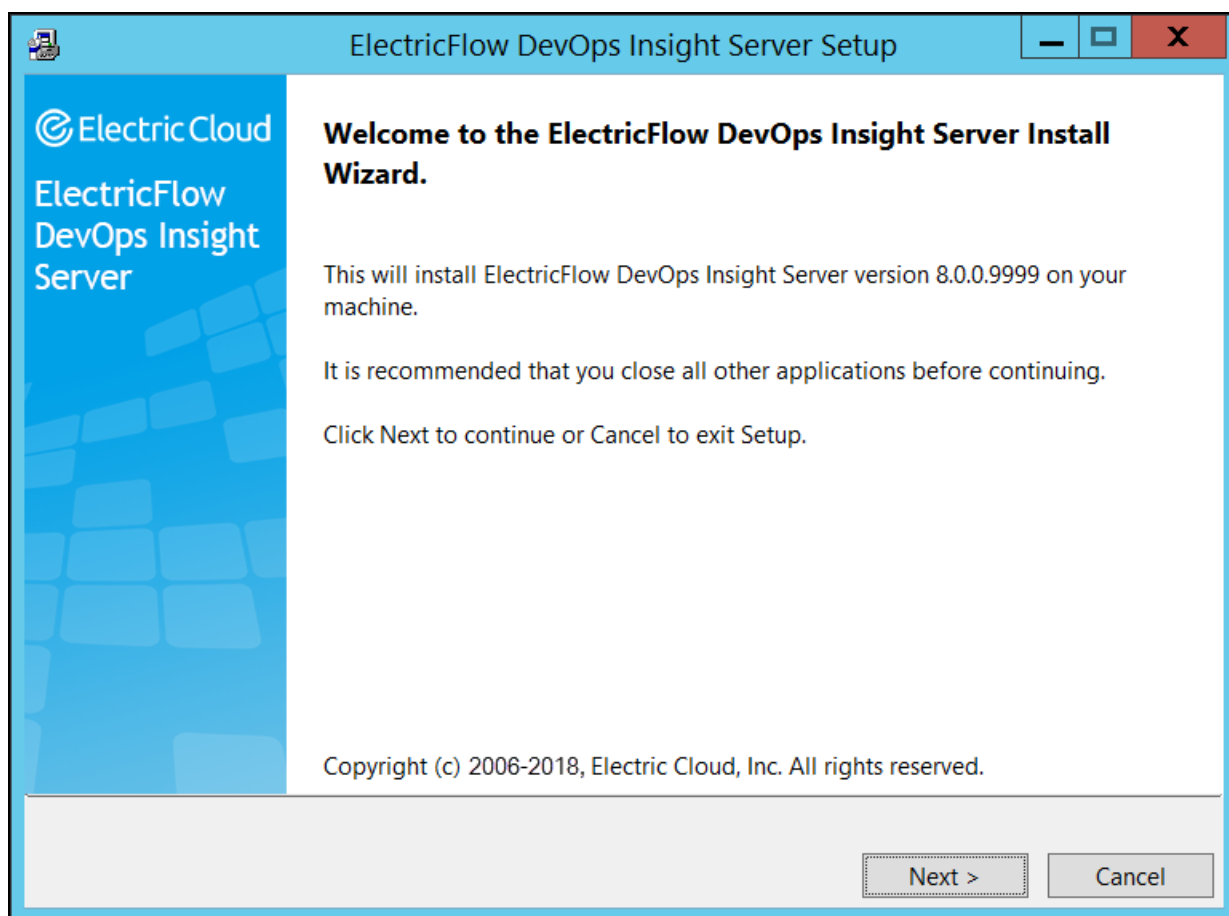 ElectricFlow DevOps Insight Server Setup
X
Electric Cloud
ElectricFlow
DevOps Insight
Server
Welcome to the ElectricFlow DevOps Insight Server Install
Wizard.
This will install ElectricFlow DevOps Insight Server version 8.0.0.9999 on your
machine.
It is recommended that you close all other applications before continuing.
Click Next to continue or Cancel to exit Setup.
Copyright (c) 2006-2018, Electric Cloud, Inc. All rights reserved.
Next >
Cancel